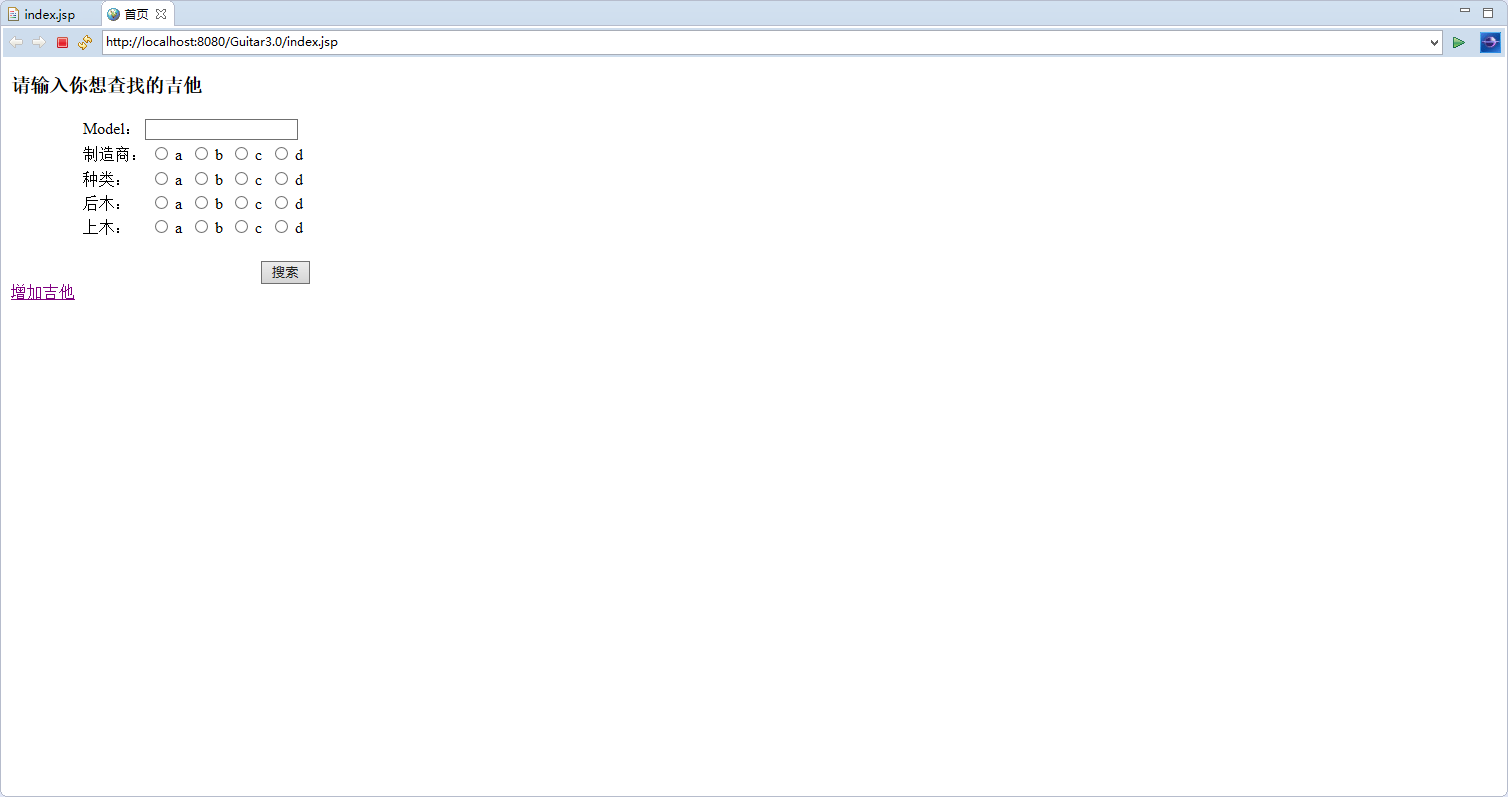 index.jsp 首页
http://localhost:8080/Guitar3.0/index.jsp
请输入你想查找的吉他
Model：
制造商： a b c d
种类： a b c d
后木： a b c d
上木： a b c d
搜索
增加吉他